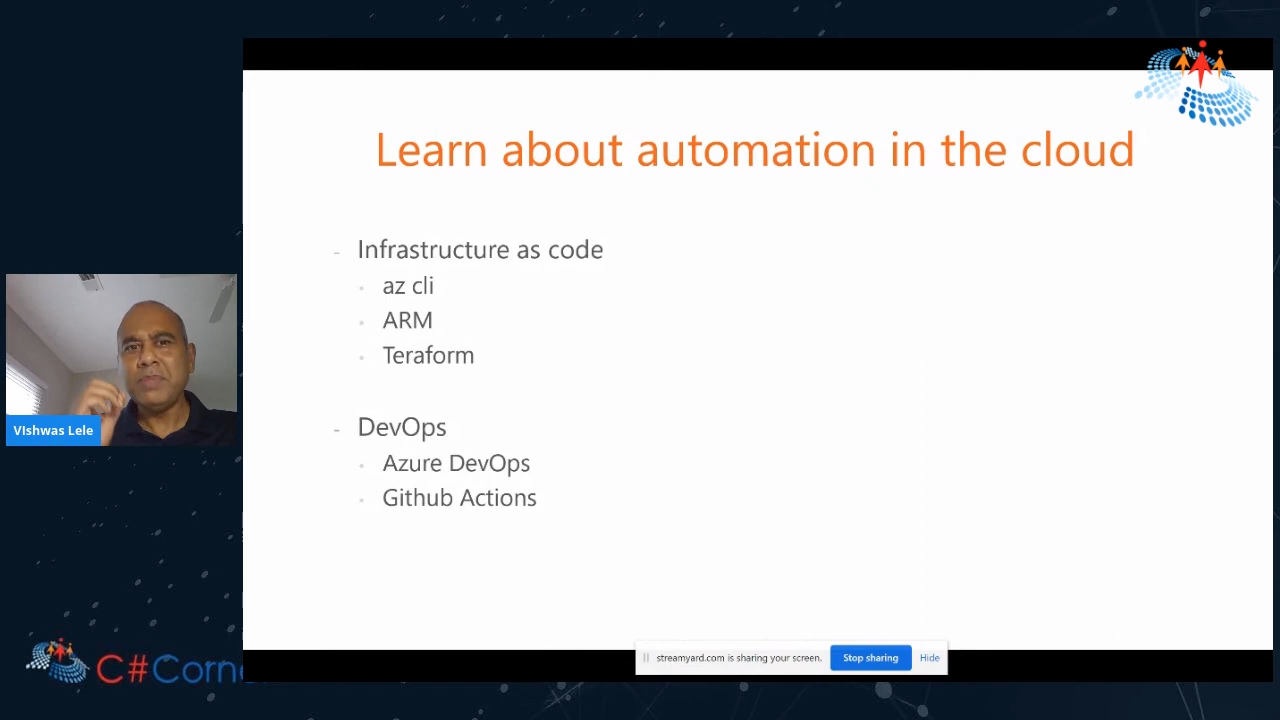 Learn about automation in the cloud
- Infrastructure as code
az cli
ARM
Teraform
- DevOps
Azure DevOps
Github Actions
VIshwas Lele
C#Corne
streamyard.com is sharing your screen.
Stop sharing
Hide